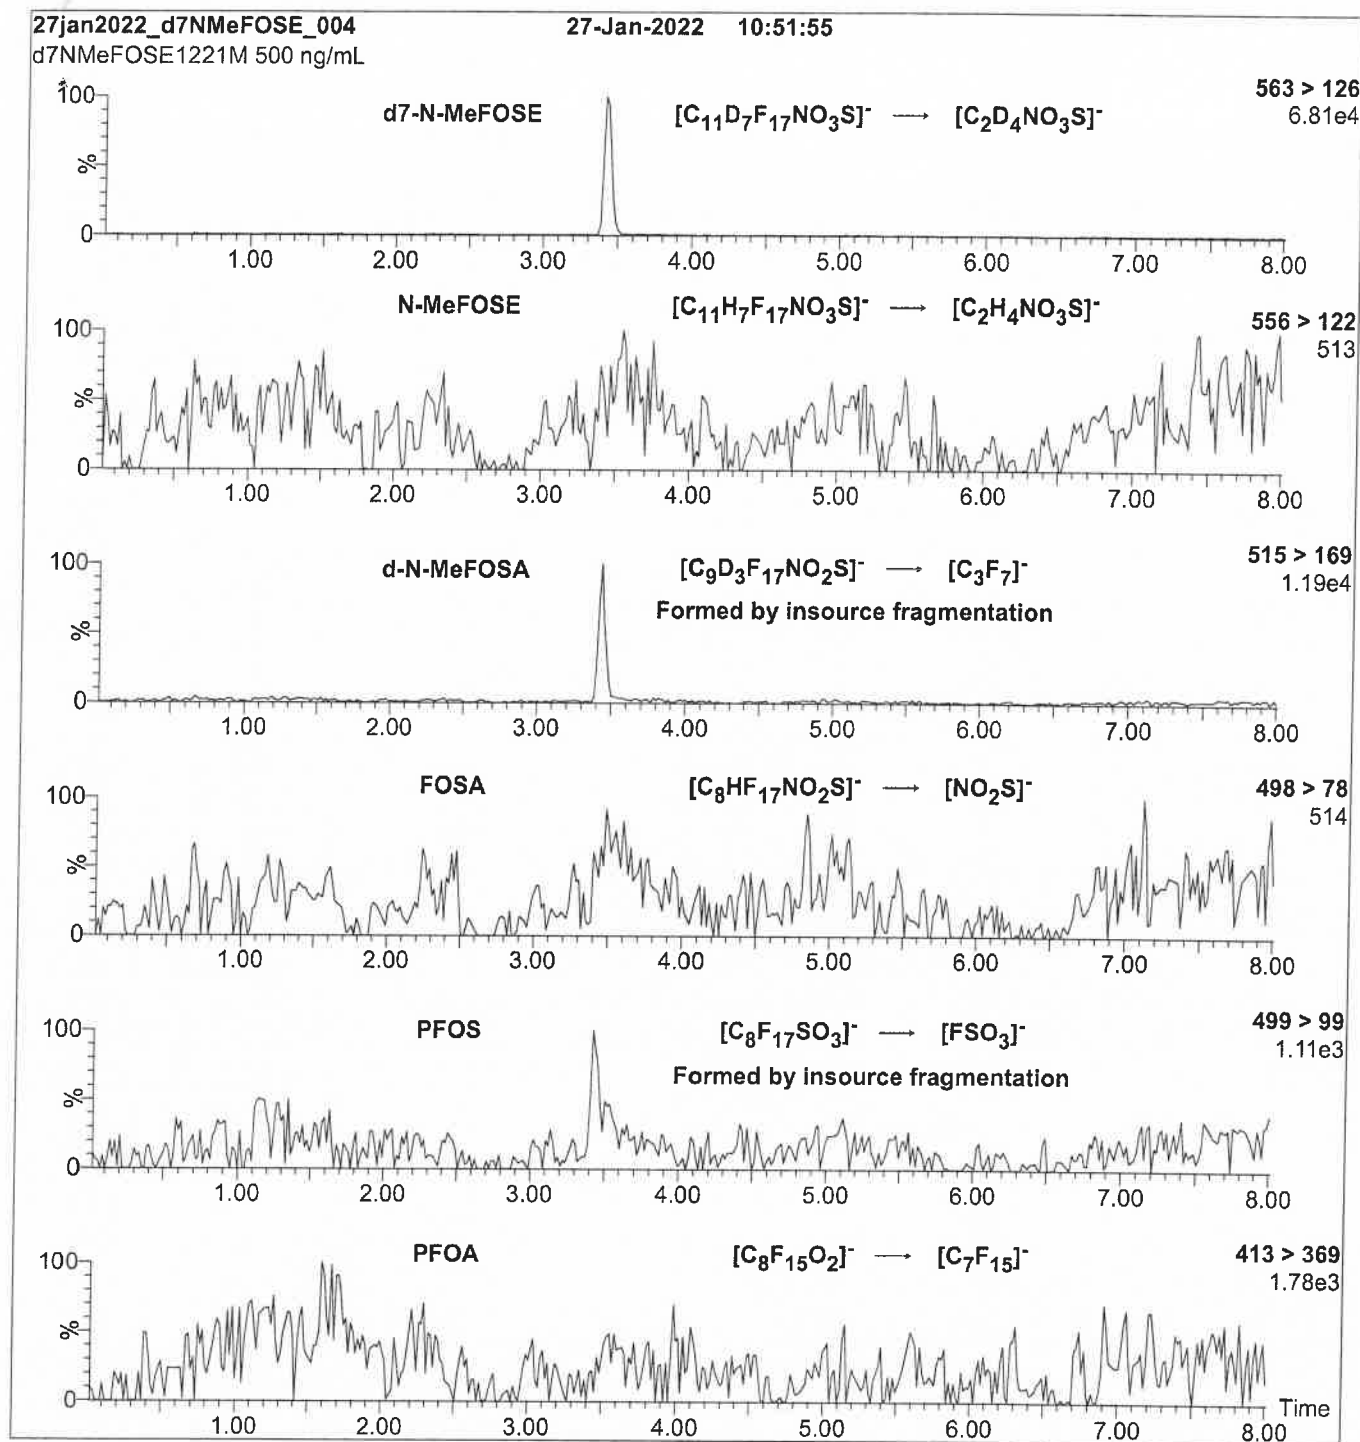 27jan2022_d7NMeFOSE_004 27-Jan-2022 10:51:55
d7NMeFOSE1221M 500 ng/mL
d7-N-MeFOSE [C11D7F17NO3S]- → [C2D4NO3S]- 563 > 126
6.81e4
100
%
0
1.00 2.00 3.00 4.00 5.00 6.00 7.00 8.00
N-MeFOSE [C11H7F17NO3S]- → [C2H4NO3S]- 556 > 122
513
100
%
0
1.00 2.00 3.00 4.00 5.00 6.00 7.00 8.00
d-N-MeFOSA [C9D3F17NO2S]- → [C3F7]- 515 > 169
1.19e4
Formed by insource fragmentation
100
%
0
1.00 2.00 3.00 4.00 5.00 6.00 7.00 8.00
FOSA [C8HF17NO2S]- → [NO2S]- 498 > 78
514
100
%
0
1.00 2.00 3.00 4.00 5.00 6.00 7.00 8.00
PFOS [C8F17SO3]- → [FSO3]- 499 > 99
1.11e3
Formed by insource fragmentation
100
%
0
1.00 2.00 3.00 4.00 5.00 6.00 7.00 8.00
PFOA [C8F15O2]- → [C7F15]- 413 > 369
1.78e3
100
%
0
Time
1.00 2.00 3.00 4.00 5.00 6.00 7.00 8.00